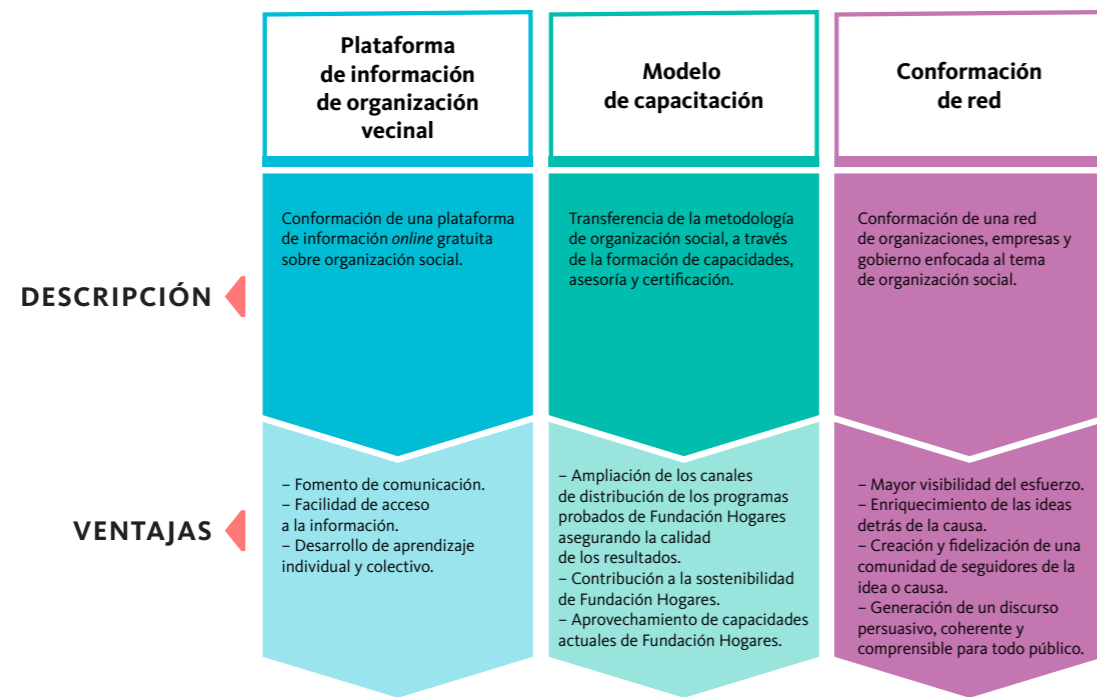 Plataforma
de información
de organización
vecinal
Modelo
de capacitación
Conformación
de red
DESCRIPCIÓN
Conformación de una plataforma
de información online gratuita
sobre organización social.
Transferencia de la metodología
de organización social, a través
de la formación de capacidades,
asesoría y certificación.
Conformación de una red
de organizaciones, empresas y
gobierno enfocada al tema
de organización social.
VENTAJAS
– Fomento de comunicación.
– Facilidad de acceso
a la información.
– Desarrollo de aprendizaje
individual y colectivo.
– Ampliación de los canales
de distribución de los programas
probados de Fundación Hogares
asegurando la calidad
de los resultados.
– Contribución a la sostenibilidad
de Fundación Hogares.
– Aprovechamiento de capacidades
actuales de Fundación Hogares.
– Mayor visibilidad del esfuerzo.
– Enriquecimiento de las ideas
detrás de la causa.
– Creación y fidelización de una
comunidad de seguidores de la
idea o causa.
– Generación de un discurso
persuasivo, coherente y
comprensible para todo público.